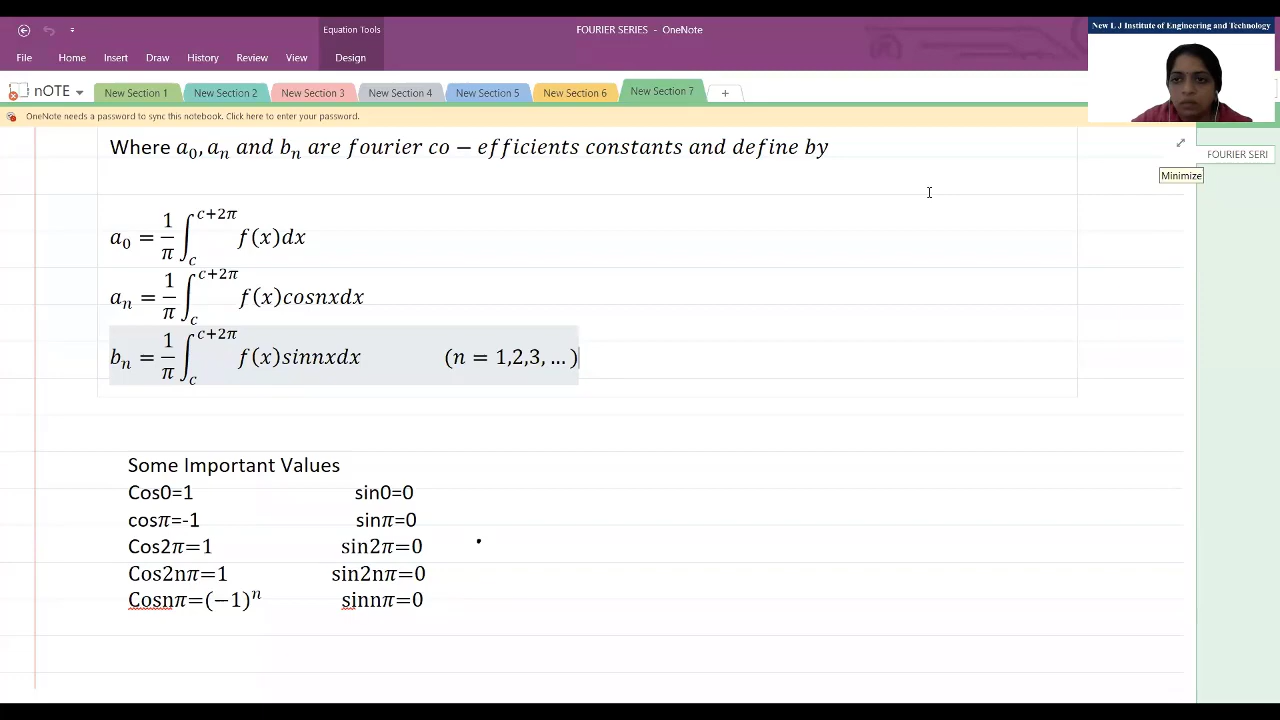 FOURIER SERIES - OneNote
Equation Tools
New L J Institute of Engineering and Technology
File Home Insert Draw History Review View Design
nOTE New Section 1 New Section 2 New Section 3 New Section 4 New Section 5 New Section 6 New Section 7 +
OneNote needs a password to sync this notebook. Click here to enter your password.
FOURIER SERI
Minimize
Where a₀, aₙ and bₙ are fourier co − efficients constants and define by
a₀ = 1/π ∫_c^{c+2π} f(x)dx
aₙ = 1/π ∫_c^{c+2π} f(x)cosnxdx
bₙ = 1/π ∫_c^{c+2π} f(x)sinnxdx (n = 1,2,3, … )
Some Important Values
Cos0=1 sin0=0
cosπ=-1 sinπ=0
Cos2π=1 sin2π=0
Cos2nπ=1 sin2nπ=0
Cosnπ=(−1)ⁿ sinnπ=0